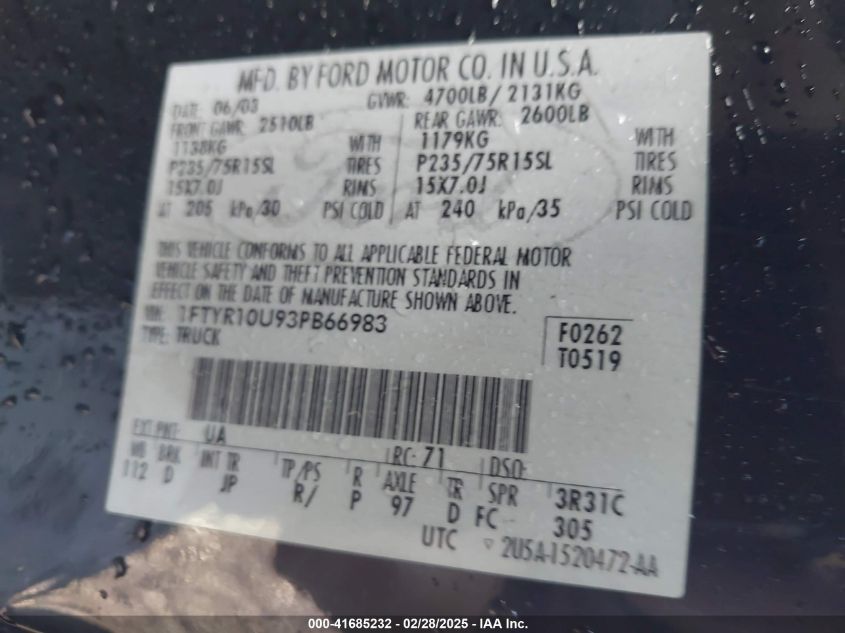 MFD. BY FORD MOTOR CO. IN U.S.A.
DATE: 06/03 GVWR: 4700LB/ 2131KG
FRONT GAWR: 2510LB REAR GAWR: 2600LB
1138KG WITH 1179KG WITH
P235/75R15SL TIRES P235/75R15SL TIRES
15X7.0J RIMS 15X7.0J RIMS
AT 205 kPa/30 PSI COLD AT 240 kPa/35 PSI COLD
THIS VEHICLE CONFORMS TO ALL APPLICABLE FEDERAL MOTOR
VEHICLE SAFETY AND THEFT PREVENTION STANDARDS IN
EFFECT ON THE DATE OF MANUFACTURE SHOWN ABOVE.
VIN: 1FTYR10U93PB66983 F0262
TYPE: TRUCK T0519
EXT PNT: UA RC: 71 DSO:
WB BRK INT TR TP/PS R AXLE TR SPR 3R31C
112 D JP R/ P 97 D FC 305
UTC ▽ 2U5A-1520472-AA
000-41685232 - 02/28/2025 - IAA Inc.